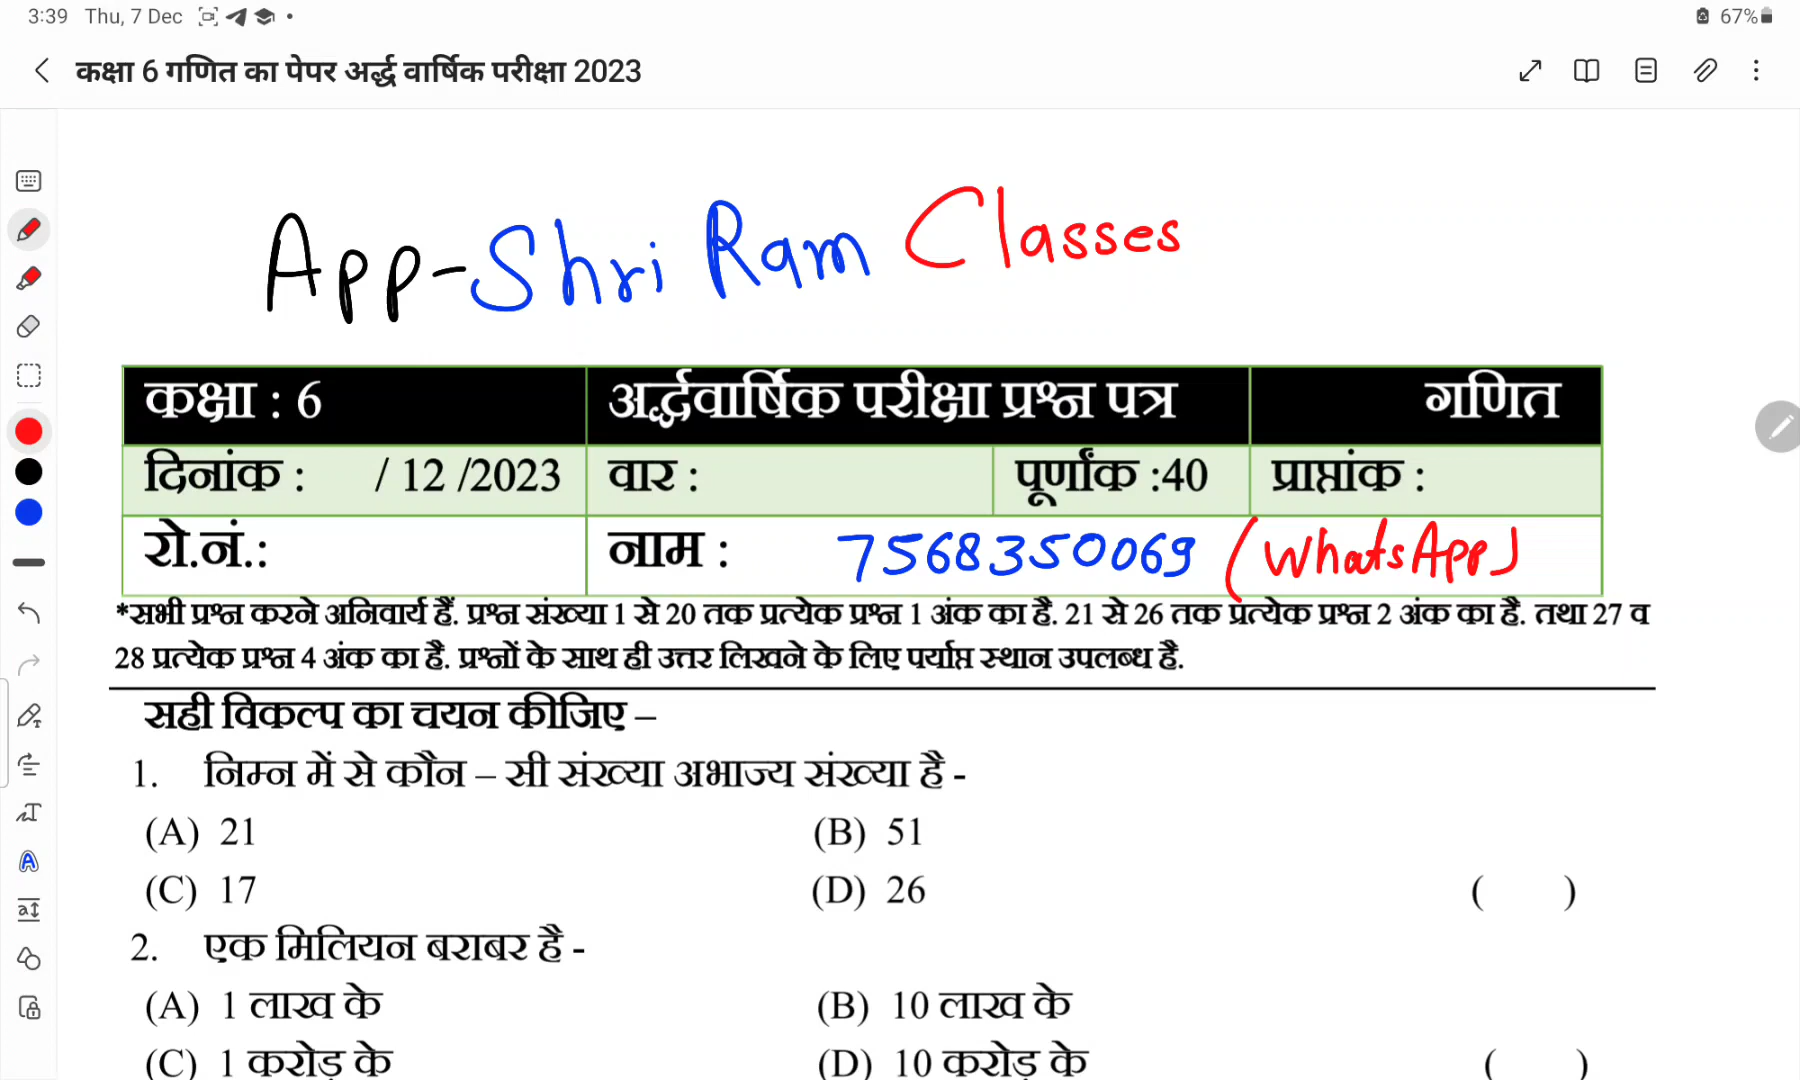 3:39 Thu, 7 Dec 67%
कक्षा 6 गणित का पेपर अर्द्ध वार्षिक परीक्षा 2023
App-Shri Ram Classes
कक्षा : 6 अर्द्धवार्षिक परीक्षा प्रश्न पत्र गणित
दिनांक : / 12 /2023 वार : पूर्णांक :40 प्राप्तांक :
रो.नं.: नाम : 7568350069 (WhatsApp)
*सभी प्रश्न करने अनिवार्य हैं. प्रश्न संख्या 1 से 20 तक प्रत्येक प्रश्न 1 अंक का है. 21 से 26 तक प्रत्येक प्रश्न 2 अंक का है. तथा 27 व
28 प्रत्येक प्रश्न 4 अंक का है. प्रश्नों के साथ ही उत्तर लिखने के लिए पर्याप्त स्थान उपलब्ध है.
सही विकल्प का चयन कीजिए –
1. निम्न में से कौन – सी संख्या अभाज्य संख्या है -
(A) 21 (B) 51
(C) 17 (D) 26 ( )
2. एक मिलियन बराबर है -
(A) 1 लाख के (B) 10 लाख के
(C) 1 करोड़ के (D) 10 करोड़ के ( )